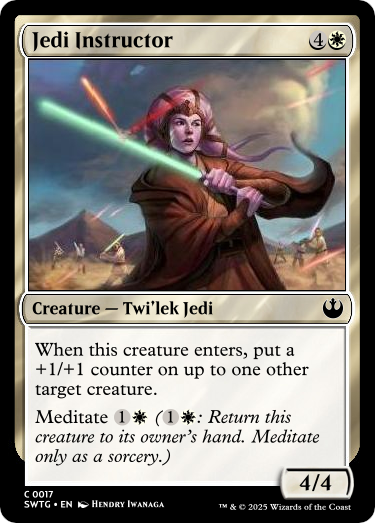 Jedi Instructor 4
Creature — Twi'lek Jedi
When this creature enters, put a
+1/+1 counter on up to one other
target creature.
Meditate 1 (1: Return this
creature to its owner's hand. Meditate
only as a sorcery.)
4/4
C 0017
SWTG • EN Hendry Iwanaga
™ & © 2025 Wizards of the Coast